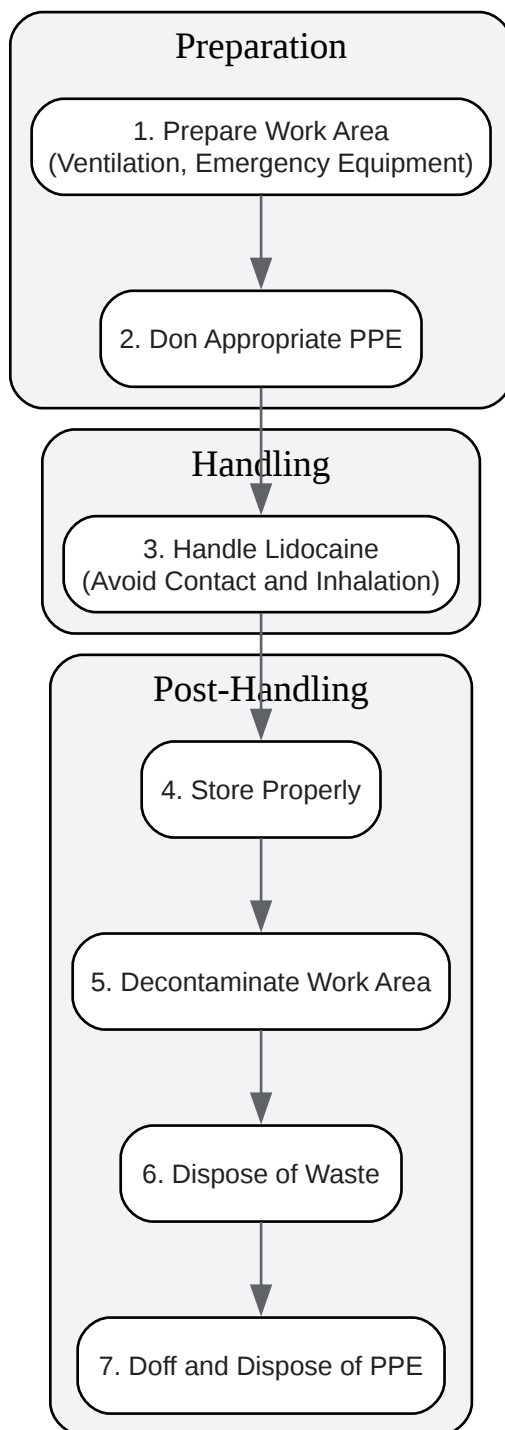 Preparation
1. Prepare Work Area
(Ventilation, Emergency Equipment)
2. Don Appropriate PPE
Handling
3. Handle Lidocaine
(Avoid Contact and Inhalation)
Post-Handling
4. Store Properly
5. Decontaminate Work Area
6. Dispose of Waste
7. Doff and Dispose of PPE